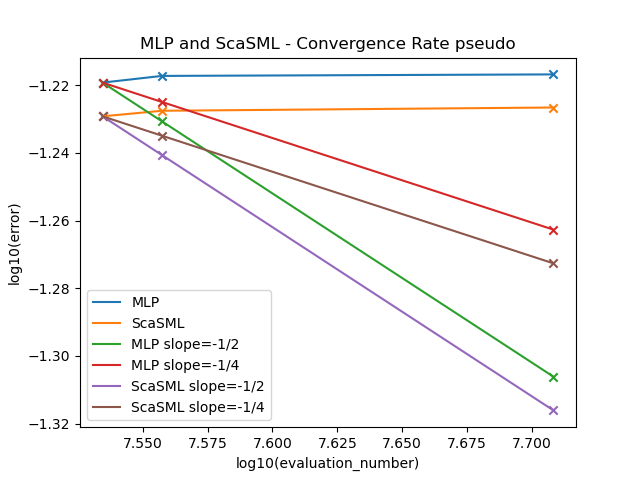 MLP and ScaSML - Convergence Rate pseudo
−1.22
−1.24
−1.26
−1.28
−1.30
−1.32
log10(error)
MLP
ScaSML
MLP slope=-1/2
MLP slope=-1/4
ScaSML slope=-1/2
ScaSML slope=-1/4
7.550 7.575 7.600 7.625 7.650 7.675 7.700
log10(evaluation_number)